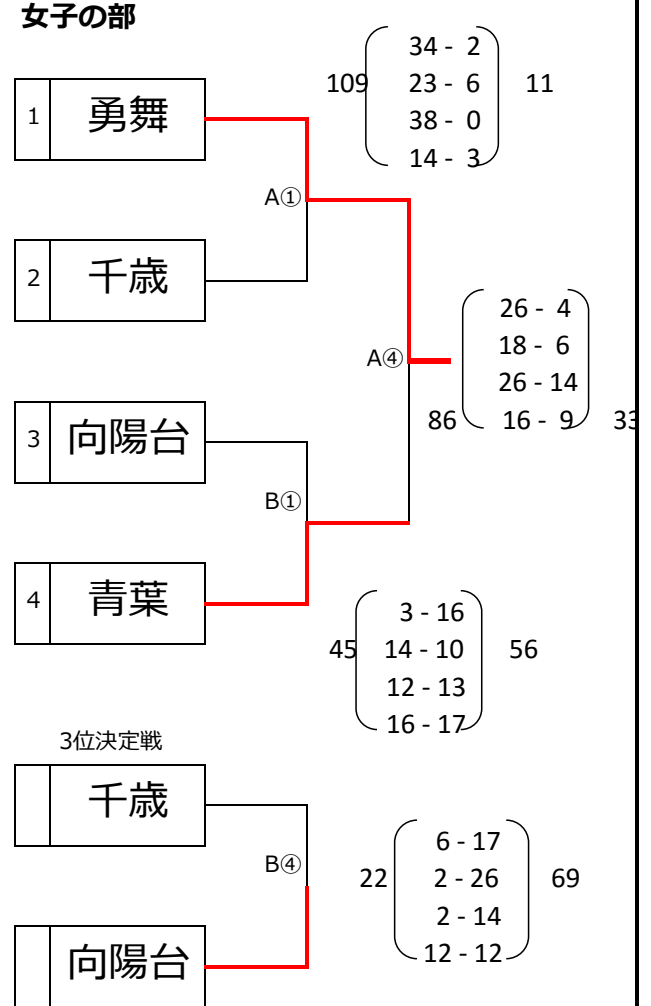 女子の部
34 - 2
109 23 - 6 11
38 - 0
14 - 3
1 勇舞
A①
2 千歳
26 - 4
18 - 6
A④
26 - 14
86 16 - 9 33
3 向陽台
B①
4 青葉
3 - 16
45 14 - 10 56
12 - 13
16 - 17
3位決定戦
千歳
6 - 17
B④
22 2 - 26 69
2 - 14
12 - 12
向陽台